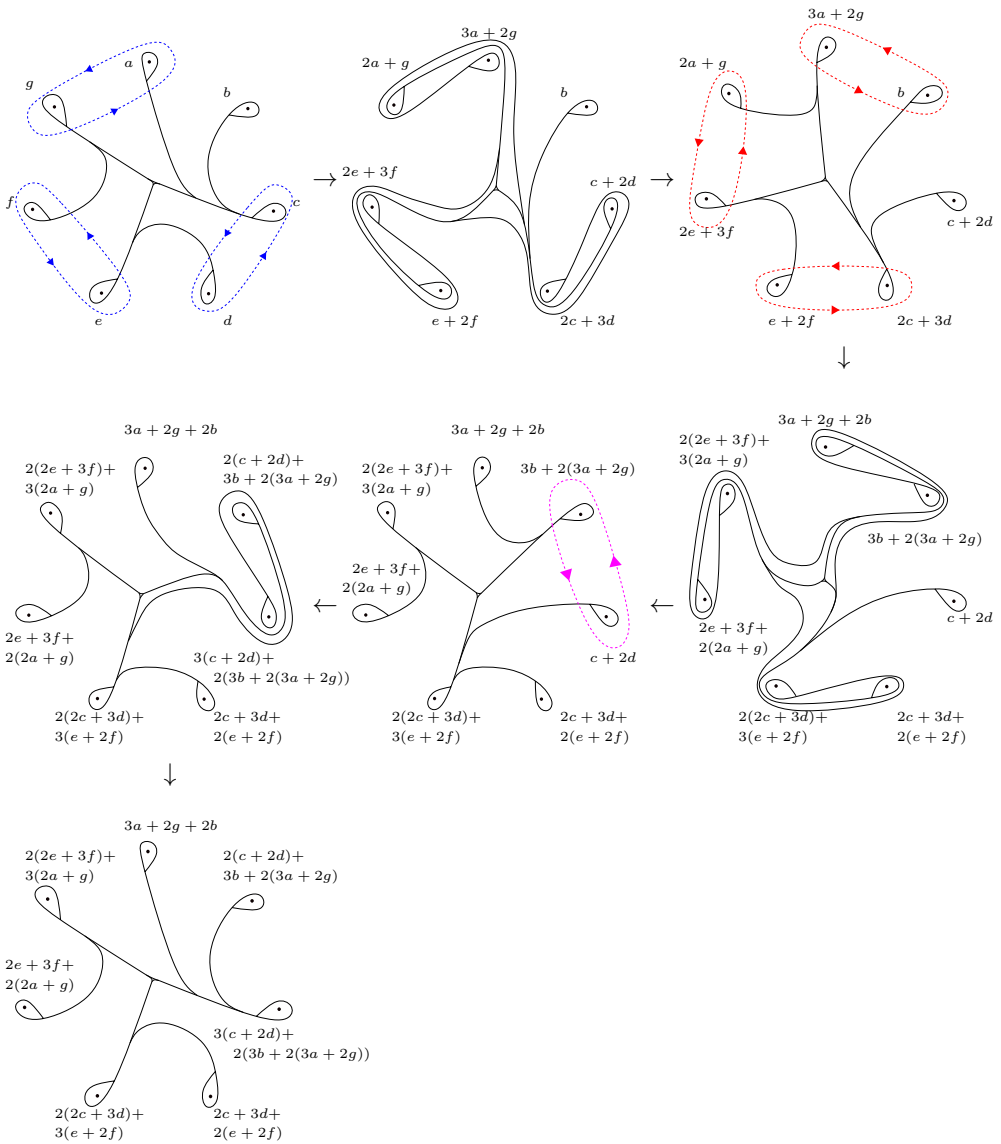 a
g
b
f
c
e
d
3a + 2g
2a + g
b
2e + 3f
c + 2d
e + 2f
2c + 3d
3a + 2g
2a + g
b
2e + 3f
c + 2d
e + 2f
2c + 3d
3a + 2g + 2b
2(2e + 3f)+
3(2a + g)
2(c + 2d)+
3b + 2(3a + 2g)
2e + 3f+
2(2a + g)
3(c + 2d)+
2(3b + 2(3a + 2g))
2(2c + 3d)+
3(e + 2f)
2c + 3d+
2(e + 2f)
3a + 2g + 2b
2(2e + 3f)+
3(2a + g)
3b + 2(3a + 2g)
2e + 3f+
2(2a + g)
c + 2d
2(2c + 3d)+
3(e + 2f)
2c + 3d+
2(e + 2f)
3a + 2g + 2b
2(2e + 3f)+
3(2a + g)
3b + 2(3a + 2g)
2e + 3f+
2(2a + g)
c + 2d
2(2c + 3d)+
3(e + 2f)
2c + 3d+
2(e + 2f)
3a + 2g + 2b
2(2e + 3f)+
3(2a + g)
2(c + 2d)+
3b + 2(3a + 2g)
2e + 3f+
2(2a + g)
3(c + 2d)+
2(3b + 2(3a + 2g))
2(2c + 3d)+
3(e + 2f)
2c + 3d+
2(e + 2f)